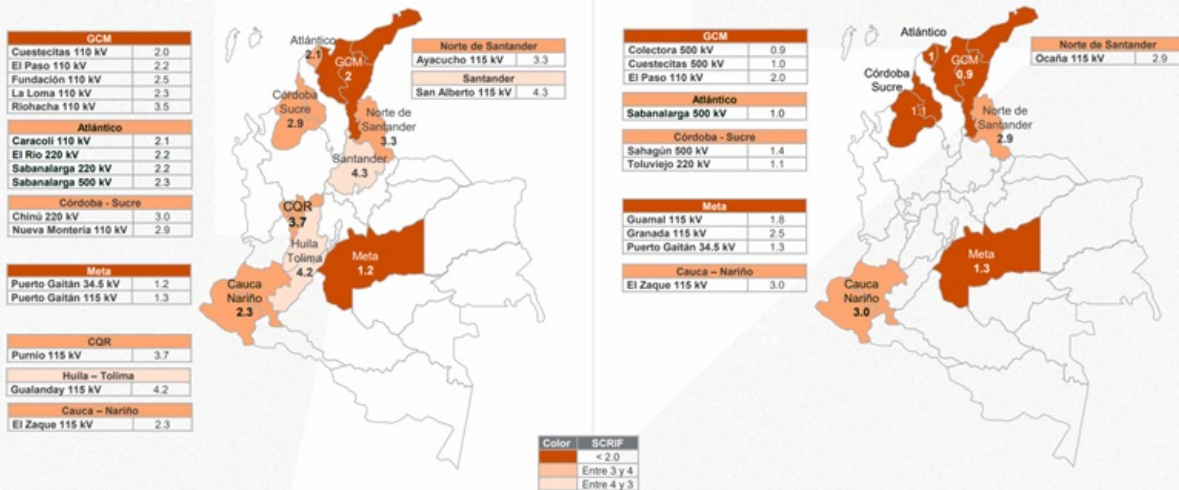 GCM
Cuestecitas 110 kV 2.0
El Paso 110 kV 2.2
Fundación 110 kV 2.5
La Loma 110 kV 2.3
Riohacha 110 kV 3.5
Atlántico
Caracolí 110 kV 2.1
El Río 220 kV 2.2
Sabanalarga 220 kV 2.2
Sabanalarga 500 kV 2.3
Córdoba - Sucre
Chinú 220 kV 3.0
Nueva Montería 110 kV 2.9
Meta
Puerto Gaitán 34.5 kV 1.2
Puerto Gaitán 115 kV 1.3
CQR
Purnio 115 kV 3.7
Huila – Tolima
Gualanday 115 kV 4.2
Cauca – Nariño
El Zaque 115 kV 2.3
Atlántico
2.1
GCM
2
Córdoba
Sucre
2.9
Norte de
Santander
3.3
Santander
4.3
CQR
3.7
Huila
Tolima
4.2
Meta
1.2
Cauca
Nariño
2.3
Norte de Santander
Ayacucho 115 kV 3.3
Santander
San Alberto 115 kV 4.3
GCM
Colectora 500 kV 0.9
Cuestecitas 500 kV 1.0
El Paso 110 kV 2.0
Atlántico
Sabanalarga 500 kV 1.0
Córdoba - Sucre
Sahagún 500 kV 1.4
Toluviejo 220 kV 1.1
Meta
Guamal 115 kV 1.8
Granada 115 kV 2.5
Puerto Gaitán 34.5 kV 1.3
Cauca – Nariño
El Zaque 115 kV 3.0
Atlántico
1
GCM
0.9
Córdoba
Sucre
1.1
Norte de
Santander
2.9
Meta
1.3
Cauca
Nariño
3.0
Norte de Santander
Ocaña 115 kV 2.9
Color SCRIF
< 2.0
Entre 3 y 4
Entre 4 y 3